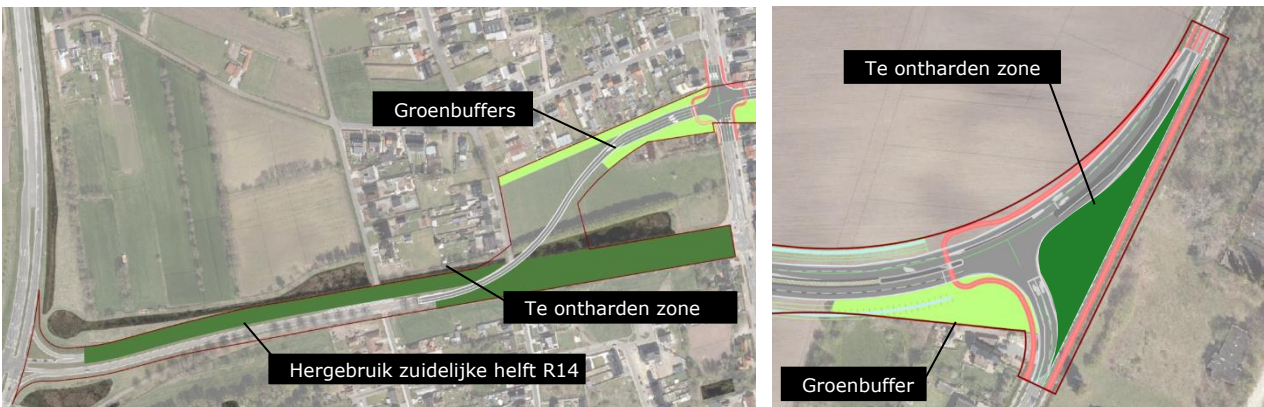 Groenbuffers
Te ontharden zone
Hergebruik zuidelijke helft R14
Te ontharden zone
Groenbuffer